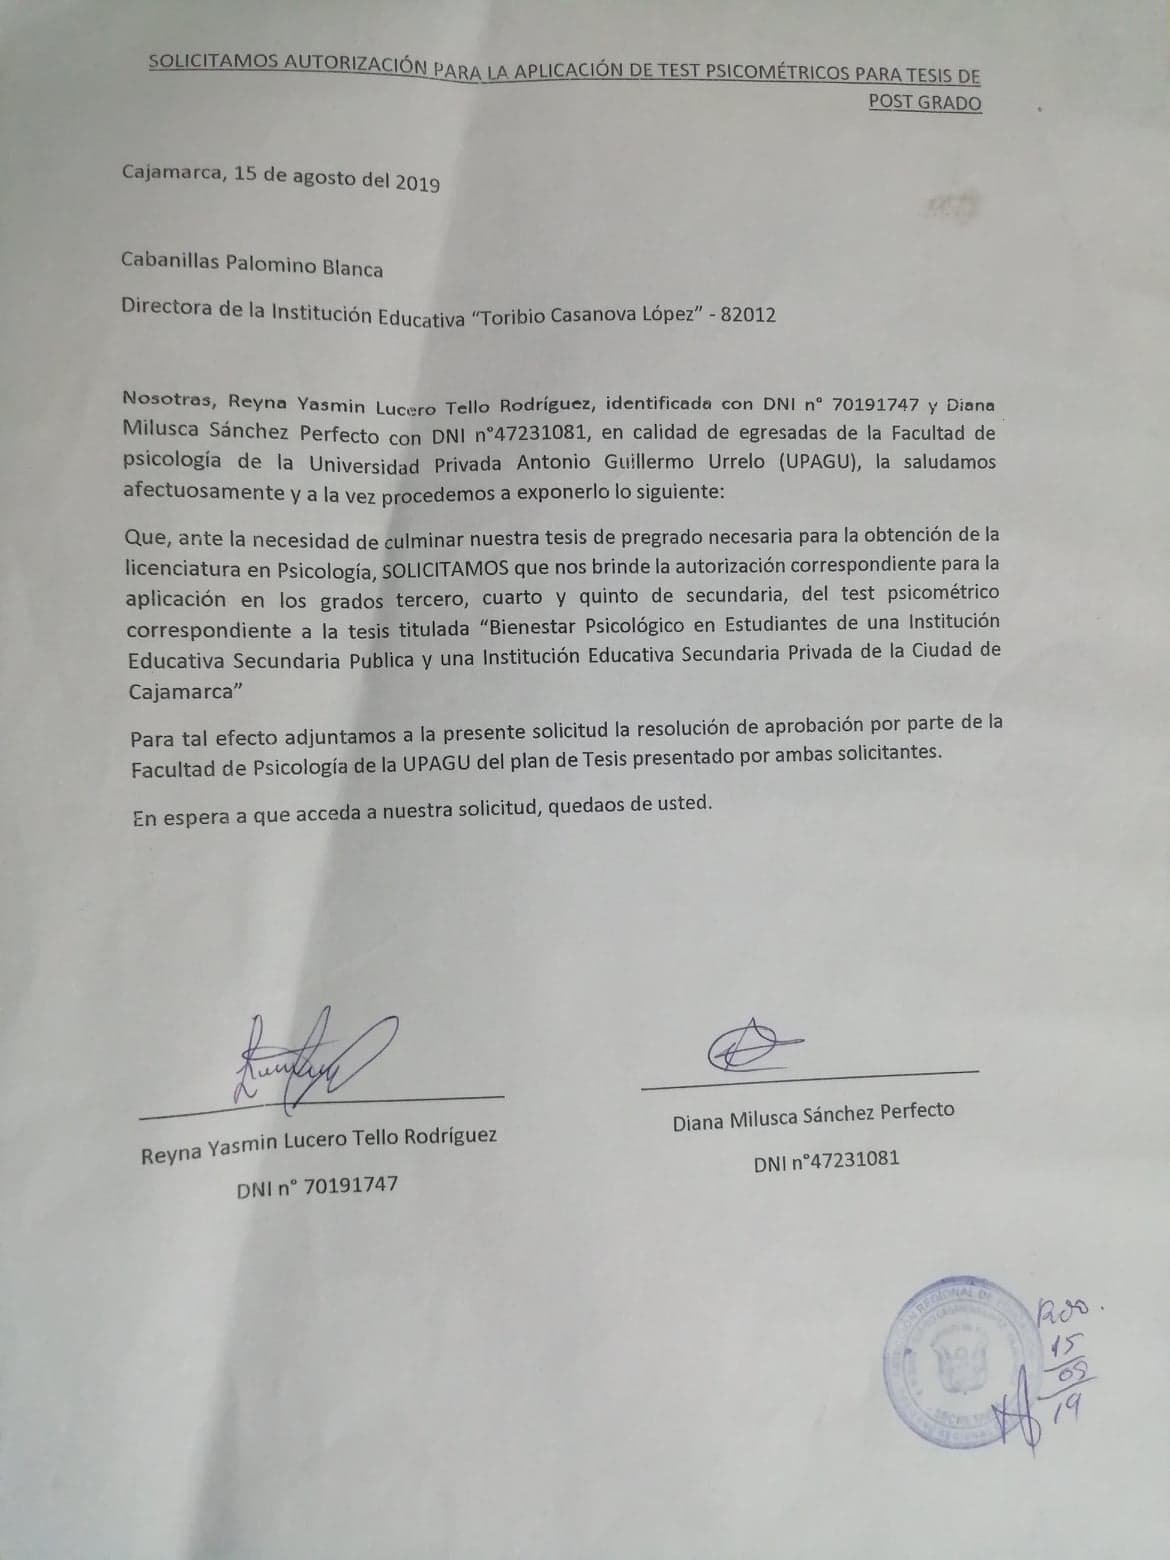 SOLICITAMOS AUTORIZACIÓN PARA LA APLICACIÓN DE TEST PSICOMÉTRICOS PARA TESIS DE
POST GRADO
Cajamarca, 15 de agosto del 2019
Cabanillas Palomino Blanca
Directora de la Institución Educativa “Toribio Casanova López” - 82012
Nosotras, Reyna Yasmin Lucero Tello Rodríguez, identificada con DNI n° 70191747 y Diana
Milusca Sánchez Perfecto con DNI n°47231081, en calidad de egresadas de la Facultad de
psicología de la Universidad Privada Antonio Guillermo Urrelo (UPAGU), la saludamos
afectuosamente y a la vez procedemos a exponerlo lo siguiente:
Que, ante la necesidad de culminar nuestra tesis de pregrado necesaria para la obtención de la
licenciatura en Psicología, SOLICITAMOS que nos brinde la autorización correspondiente para la
aplicación en los grados tercero, cuarto y quinto de secundaria, del test psicométrico
correspondiente a la tesis titulada “Bienestar Psicológico en Estudiantes de una Institución
Educativa Secundaria Publica y una Institución Educativa Secundaria Privada de la Ciudad de
Cajamarca”
Para tal efecto adjuntamos a la presente solicitud la resolución de aprobación por parte de la
Facultad de Psicología de la UPAGU del plan de Tesis presentado por ambas solicitantes.
En espera a que acceda a nuestra solicitud, quedaos de usted.
Reyna Yasmin Lucero Tello Rodríguez
DNI n° 70191747
Diana Milusca Sánchez Perfecto
DNI n°47231081
REGIONAL DE
15
19